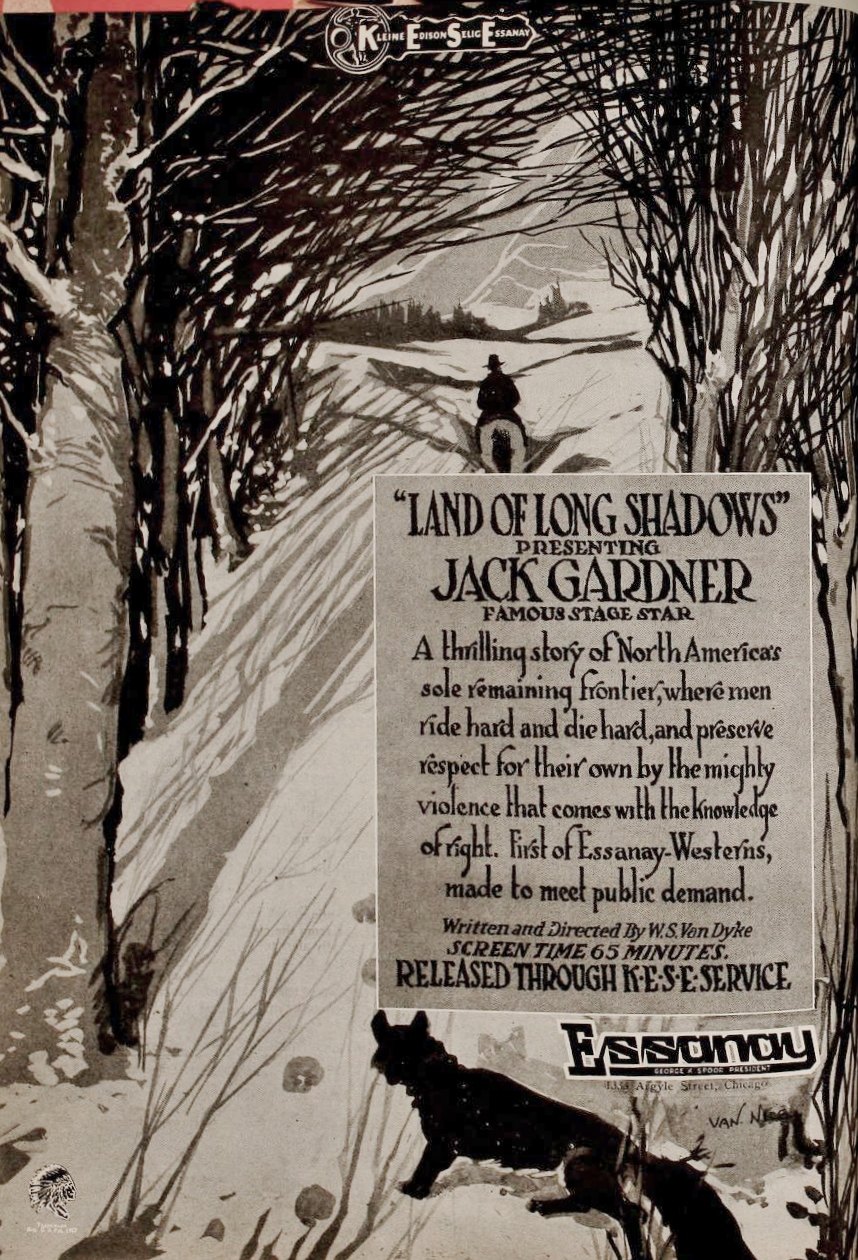 KLEINE EDISON SELIG ESSANAY
"LAND OF LONG SHADOWS"
PRESENTING
JACK GARDNER
FAMOUS STAGE STAR
A thrilling story of North America's
sole remaining frontier, where men
ride hard and die hard, and preserve
respect for their own by the mighty
violence that comes with the knowledge
of right. First of Essanay-Westerns,
made to meet public demand.
Written and Directed By W.S. Van Dyke
SCREEN TIME 65 MINUTES.
RELEASED THROUGH K·E·S·E·SERVICE
Essanay
GEORGE K SPOOR PRESIDENT
Argyle Street, Chicago
VAN